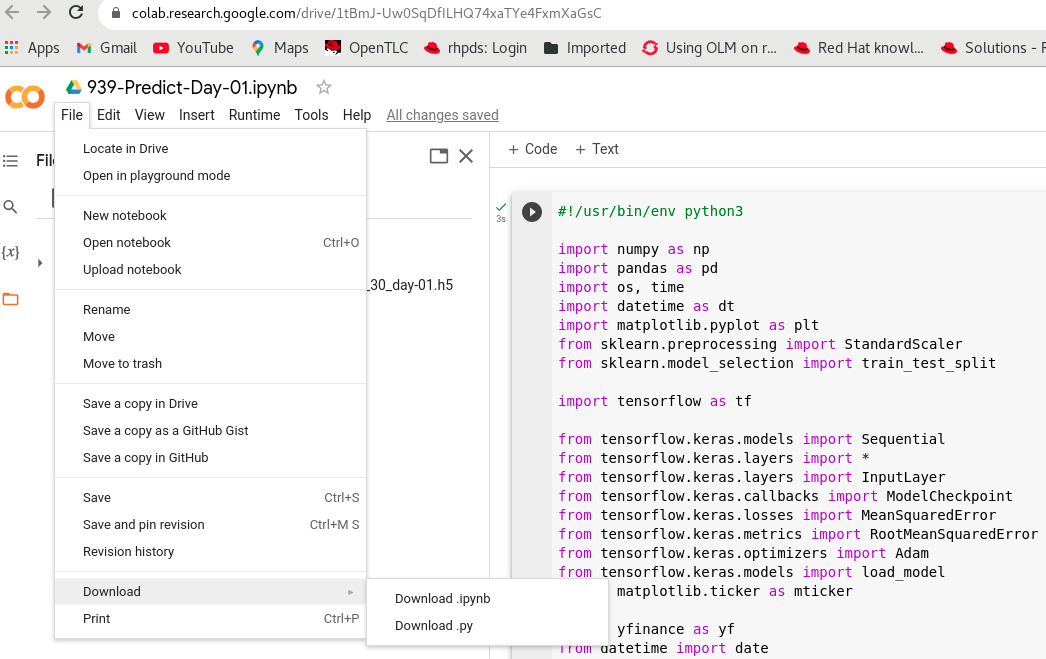 colab.research.google.com/drive/1tBmJ-Uw0SqDfILHQ74xaTYe4FxmXaGsC
Apps Gmail YouTube Maps OpenTLC rhpds: Login Imported Using OLM on r... Red Hat knowl... Solutions -
939-Predict-Day-01.ipynb
File Edit View Insert Runtime Tools Help All changes saved
+ Code + Text
Locate in Drive
Open in playground mode
New notebook
Open notebook Ctrl+O
Upload notebook
Rename
Move
Move to trash
Save a copy in Drive
Save a copy as a GitHub Gist
Save a copy in GitHub
Save Ctrl+S
Save and pin revision Ctrl+M S
Revision history
Download
Print Ctrl+P
Download .ipynb
Download .py
{x}
_30_day-01.h5
3s
#!/usr/bin/env python3
import numpy as np
import pandas as pd
import os, time
import datetime as dt
import matplotlib.pyplot as plt
from sklearn.preprocessing import StandardScaler
from sklearn.model_selection import train_test_split
import tensorflow as tf
from tensorflow.keras.models import Sequential
from tensorflow.keras.layers import *
from tensorflow.keras.layers import InputLayer
from tensorflow.keras.callbacks import ModelCheckpoint
from tensorflow.keras.losses import MeanSquaredError
from tensorflow.keras.metrics import RootMeanSquaredError
from tensorflow.keras.optimizers import Adam
from tensorflow.keras.models import load_model
matplotlib.ticker as mticker
yfinance as yf
from datetime import date